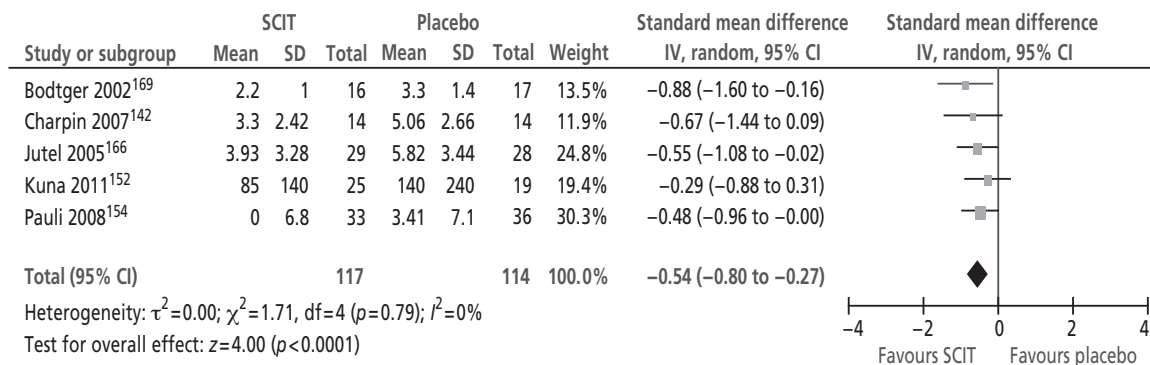 SCIT Placebo Standard mean difference Standard mean difference
Study or subgroup Mean SD Total Mean SD Total Weight IV, random, 95% CI IV, random, 95% CI
Bodtger 2002¹⁶⁹ 2.2 1 16 3.3 1.4 17 13.5% −0.88 (−1.60 to −0.16)
Charpin 2007¹⁴² 3.3 2.42 14 5.06 2.66 14 11.9% −0.67 (−1.44 to 0.09)
Jutel 2005¹⁶⁶ 3.93 3.28 29 5.82 3.44 28 24.8% −0.55 (−1.08 to −0.02)
Kuna 2011¹⁵² 85 140 25 140 240 19 19.4% −0.29 (−0.88 to 0.31)
Pauli 2008¹⁵⁴ 0 6.8 33 3.41 7.1 36 30.3% −0.48 (−0.96 to −0.00)
Total (95% CI) 117 114 100.0% −0.54 (−0.80 to −0.27)
Heterogeneity: τ²=0.00; χ²=1.71, df=4 (p=0.79); I²=0%
Test for overall effect: z=4.00 (p<0.0001)
−4 −2 0 2 4
Favours SCIT Favours placebo